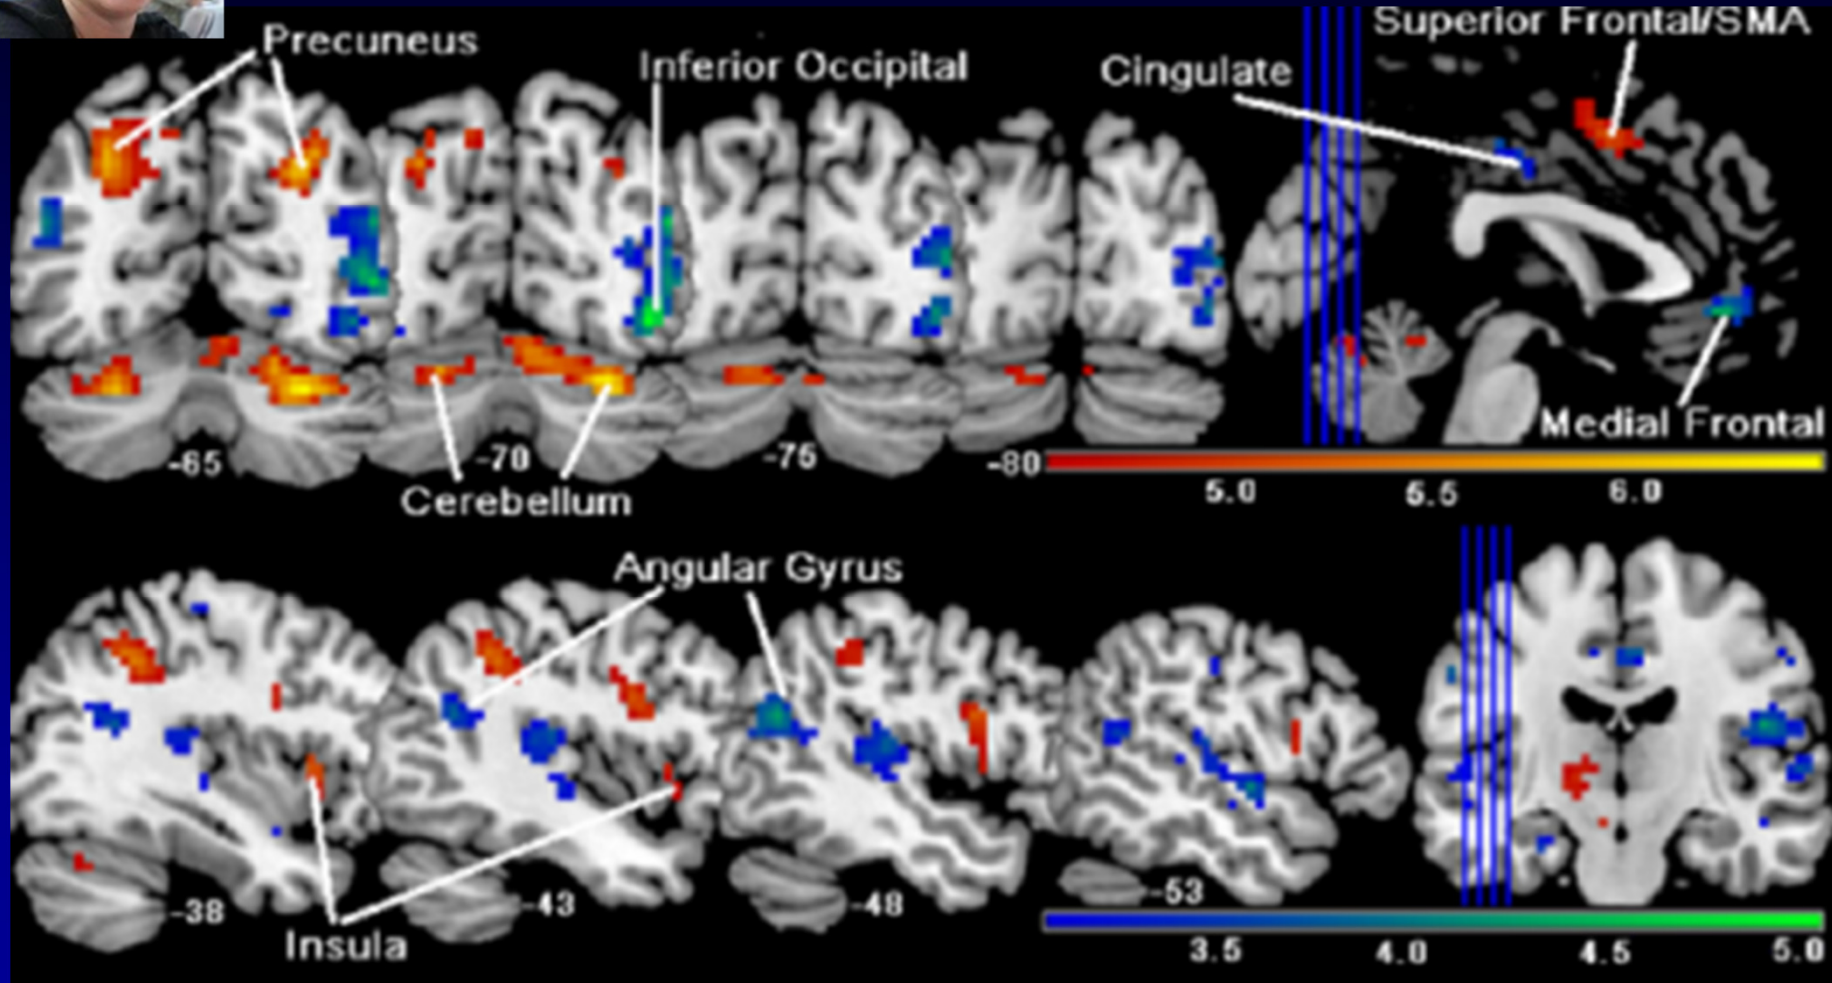 Precuneus
Inferior Occipital
Cingulate
Superior Frontal/SMA
Medial Frontal
-65
-70
-75
-80
5.0
5.5
6.0
Cerebellum
Angular Gyrus
-38
-43
-48
-53
Insula
3.5
4.0
4.5
5.0